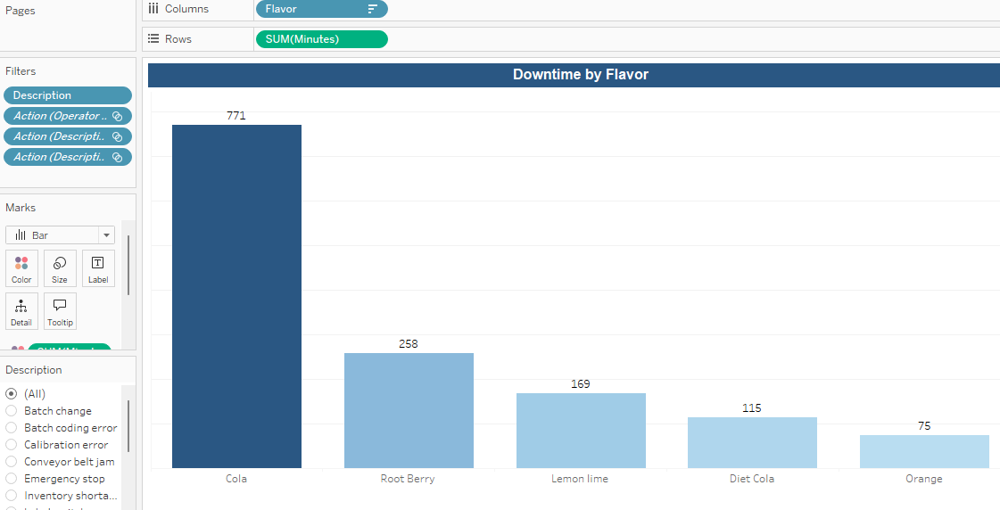 Pages
Columns
Flavor
Rows
SUM(Minutes)
Filters
Description
Action (Operator ..
Action (Descripti..
Action (Descripti..
Marks
Bar
Color
Size
Label
Detail
Tooltip
Description
(All)
Batch change
Batch coding error
Calibration error
Conveyor belt jam
Emergency stop
Inventory shorta...
Downtime by Flavor
771
258
169
115
75
Cola
Root Berry
Lemon lime
Diet Cola
Orange